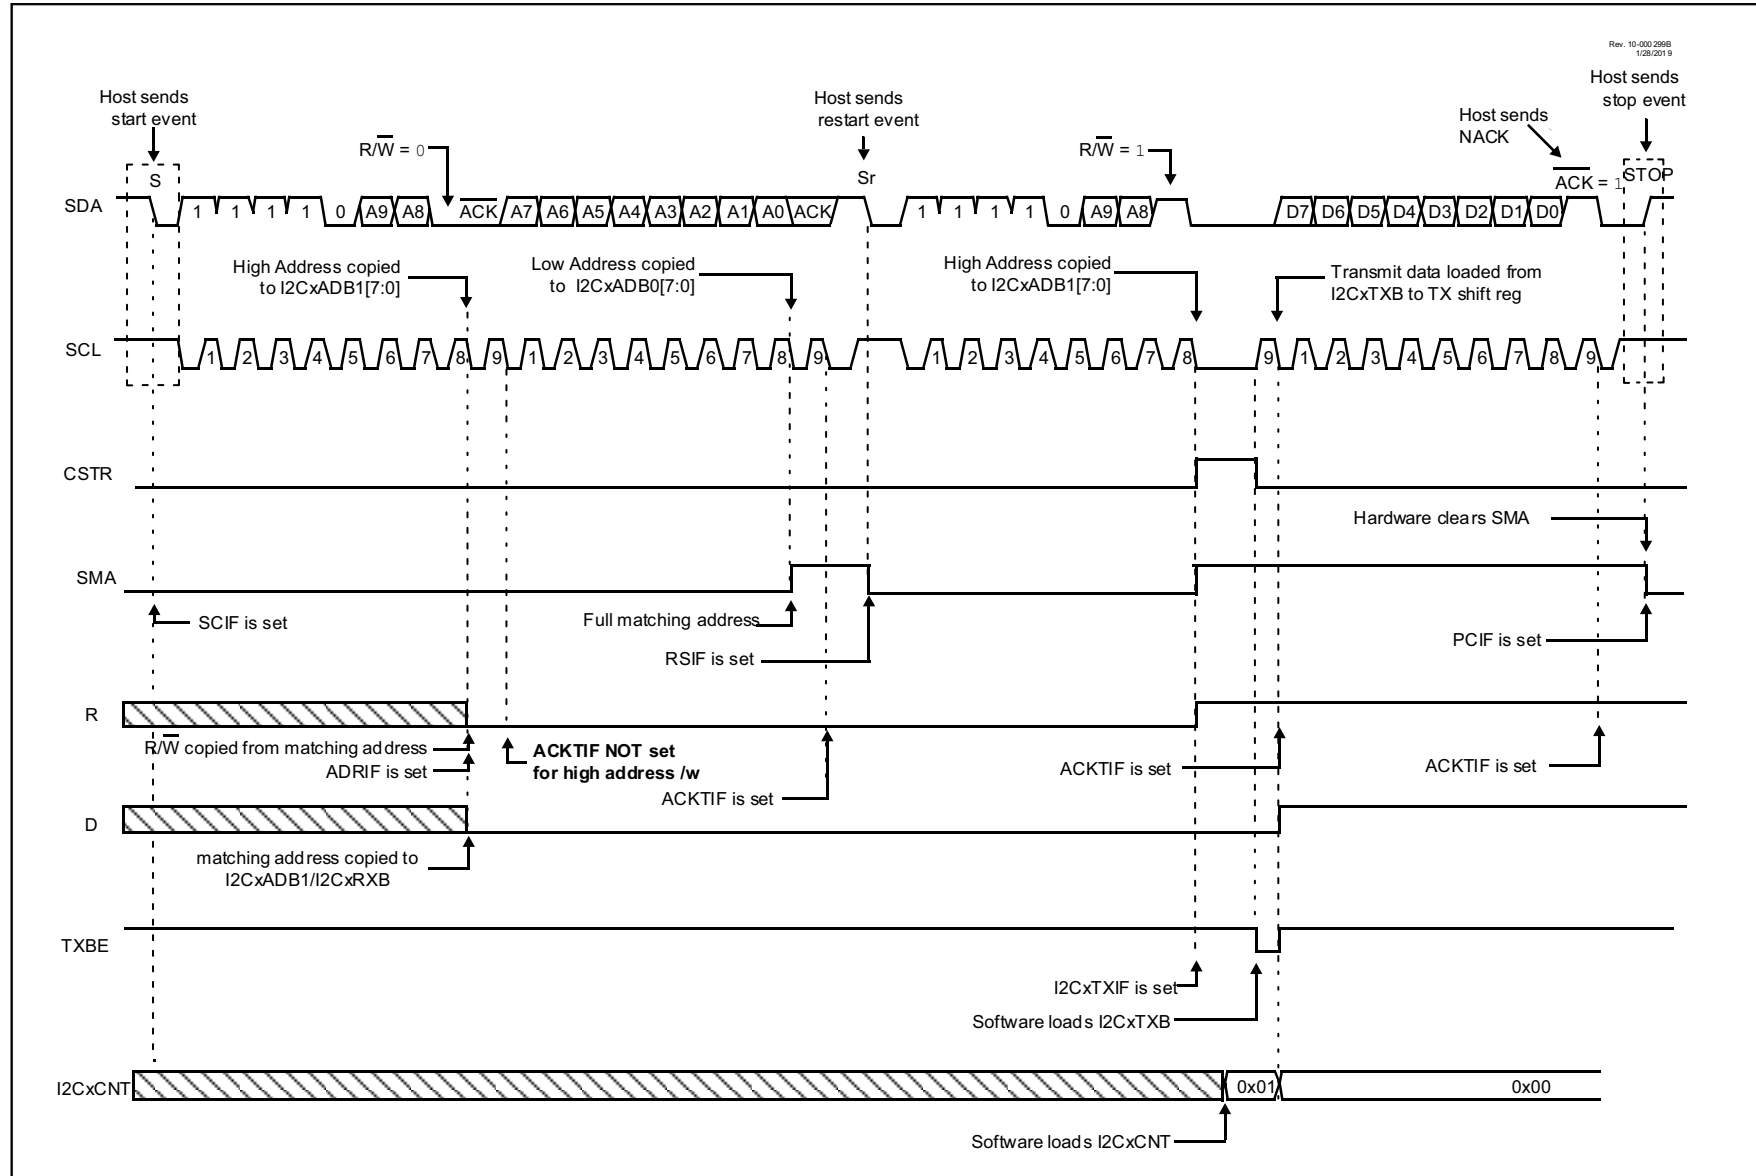 Rev. 10-000 299B
1/28/201 9
Host sends
start event
Host sends
restart event
Host sends
stop event
Host sends
NACK
R/W = 0
R/W = 1
S
Sr
ACK = 1
STOP
SDA
1 1 1 1 0 A9 A8 ACK A7 A6 A5 A4 A3 A2 A1 A0 ACK 1 1 1 1 0 A9 A8 D7 D6 D5 D4 D3 D2 D1 D0
High Address copied
to I2CxADB1[7:0]
Low Address copied
to I2CxADB0[7:0]
High Address copied
to I2CxADB1[7:0]
Transmit data loaded from
I2CxTXB to TX shift reg
SCL
1 2 3 4 5 6 7 8 9 1 2 3 4 5 6 7 8 9 1 2 3 4 5 6 7 8 9 1 2 3 4 5 6 7 8 9
CSTR
Hardware clears SMA
SMA
SCIF is set
Full matching address
RSIF is set
PCIF is set
R
R/W copied from matching address
ADRIF is set
ACKTIF NOT set
for high address /w
ACKTIF is set
ACKTIF is set
ACKTIF is set
D
matching address copied to
I2CxADB1/I2CxRXB
TXBE
I2CxTXIF is set
Software loads I2CxTXB
I2CxCNT
0x01
0x00
Software loads I2CxCNT